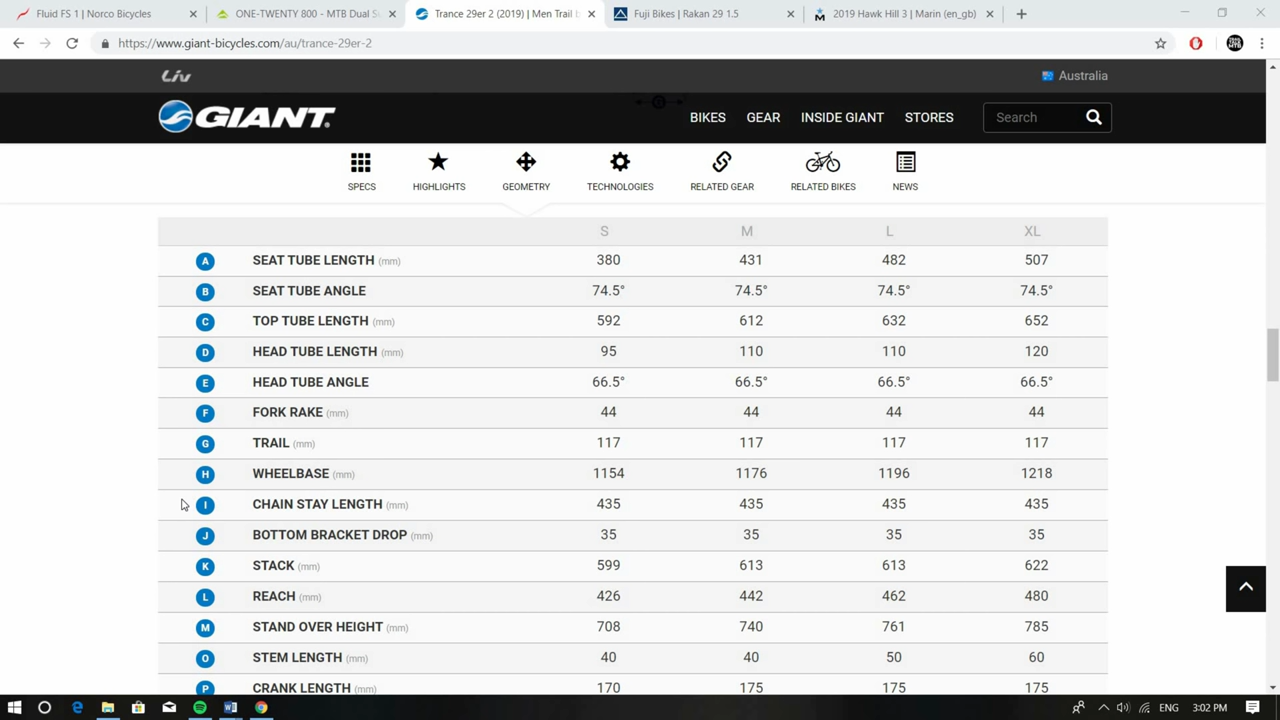 Fluid FS 1 | Norco Bicycles
ONE-TWENTY 800 - MTB Dual S
Trance 29er 2 (2019) | Men Trail b
Fuji Bikes | Rakan 29 1.5
2019 Hawk Hill 3 | Marin (en_gb)
https://www.giant-bicycles.com/au/trance-29er-2
Liv
Australia
GIANT
BIKES GEAR INSIDE GIANT STORES Search
SPECS HIGHLIGHTS GEOMETRY TECHNOLOGIES RELATED GEAR RELATED BIKES NEWS
S M L XL
A SEAT TUBE LENGTH (mm) 380 431 482 507
B SEAT TUBE ANGLE 74.5° 74.5° 74.5° 74.5°
C TOP TUBE LENGTH (mm) 592 612 632 652
D HEAD TUBE LENGTH (mm) 95 110 110 120
E HEAD TUBE ANGLE 66.5° 66.5° 66.5° 66.5°
F FORK RAKE (mm) 44 44 44 44
G TRAIL (mm) 117 117 117 117
H WHEELBASE (mm) 1154 1176 1196 1218
I CHAIN STAY LENGTH (mm) 435 435 435 435
J BOTTOM BRACKET DROP (mm) 35 35 35 35
K STACK (mm) 599 613 613 622
L REACH (mm) 426 442 462 480
M STAND OVER HEIGHT (mm) 708 740 761 785
O STEM LENGTH (mm) 40 40 50 60
P CRANK LENGTH (mm) 170 175 175 175
ENG 3:02 PM